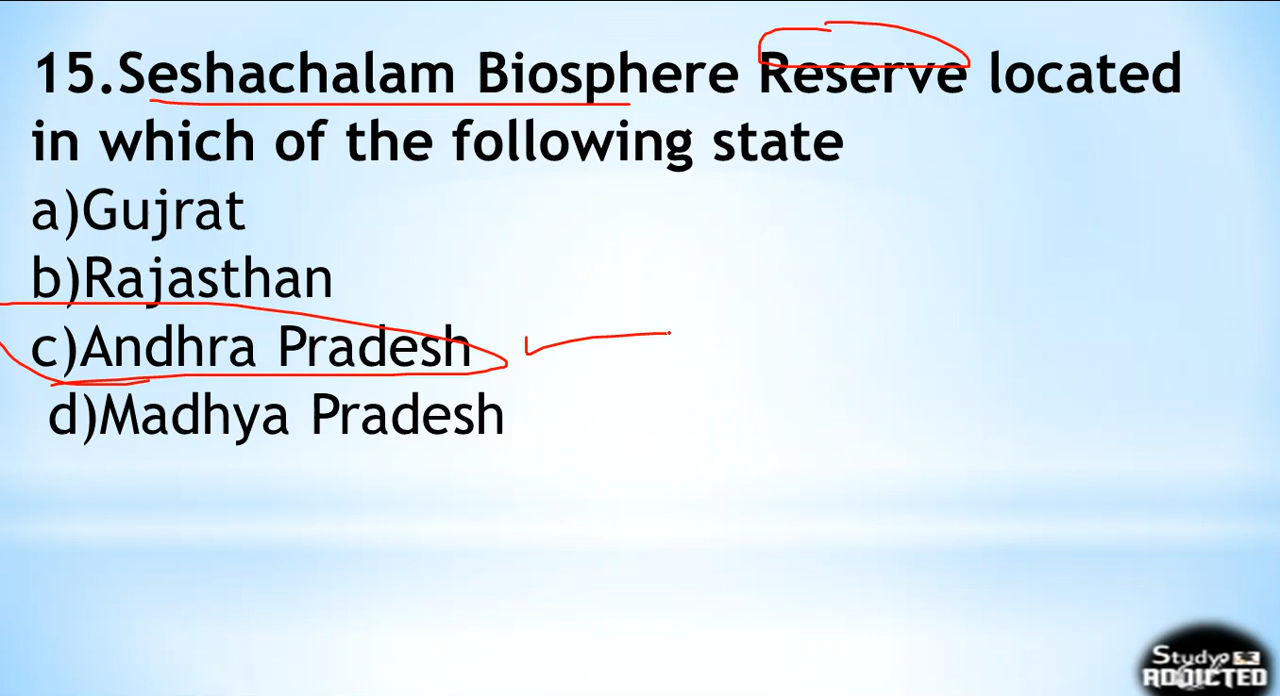 15.Seshachalam Biosphere Reserve located
in which of the following state
a)Gujrat
b)Rajasthan
c)Andhra Pradesh
d)Madhya Pradesh
Study
ADDICTED